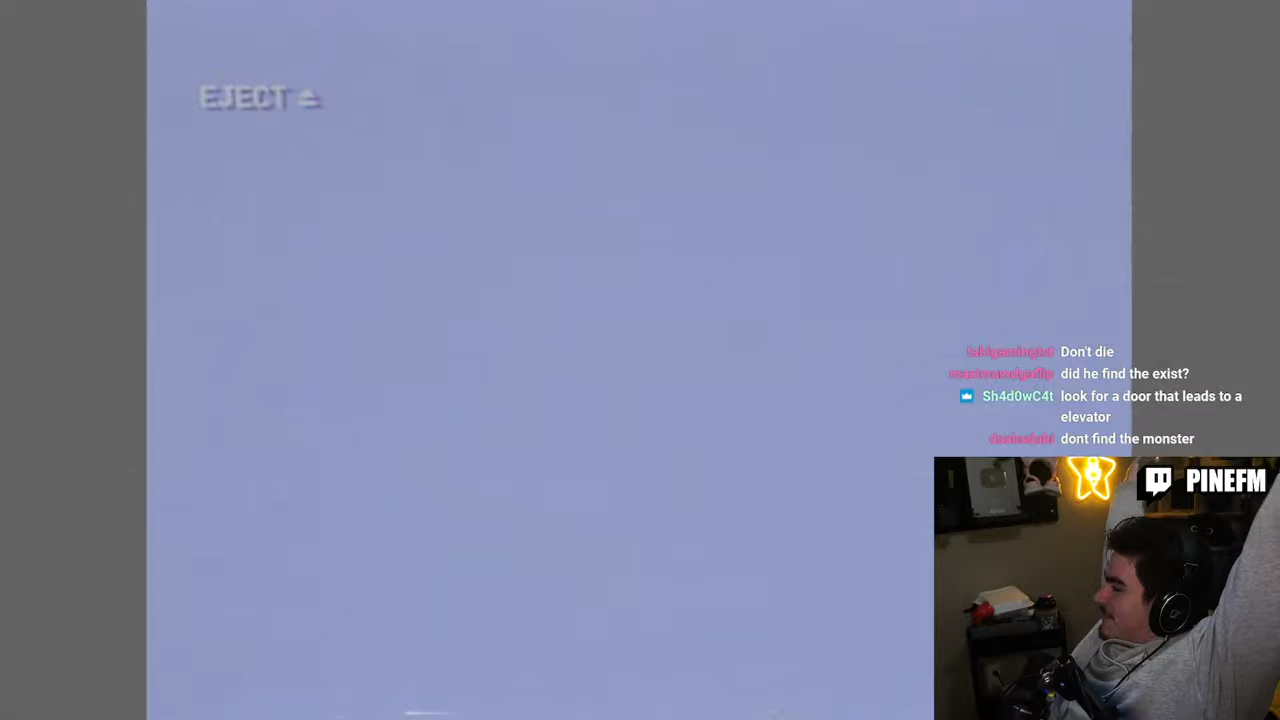 EJECT ⏏
Don't die
did he find the exist?
Sh4d0wC4t look for a door that leads to a
elevator
dont find the monster
PINEFM